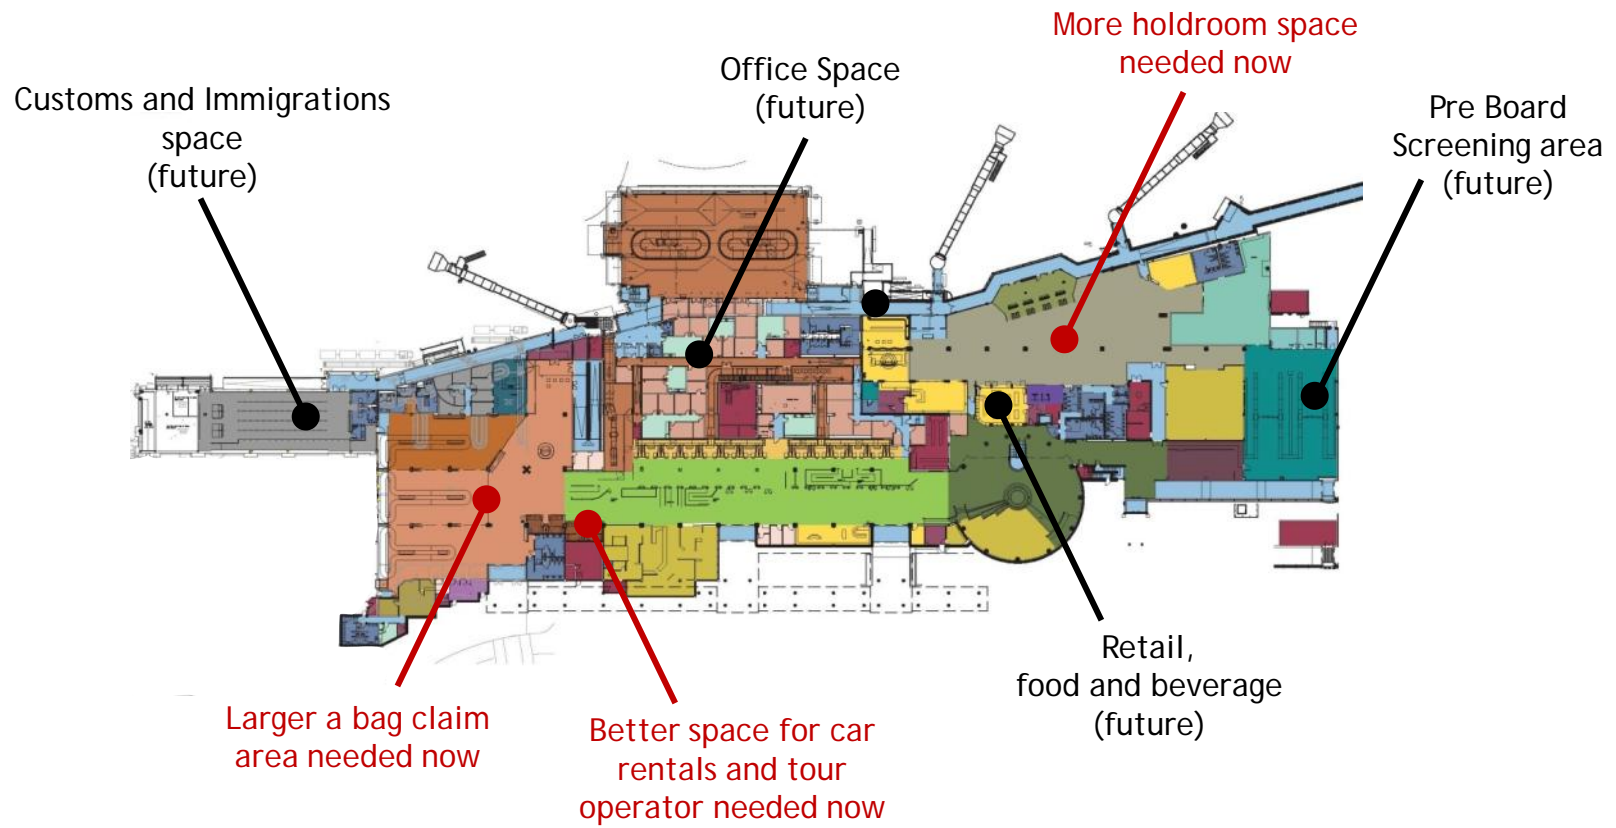 More holdroom space
needed now
Office Space
(future)
Customs and Immigrations
space
(future)
Pre Board
Screening area
(future)
Retail,
food and beverage
(future)
Larger a bag claim
area needed now
Better space for car
rentals and tour
operator needed now